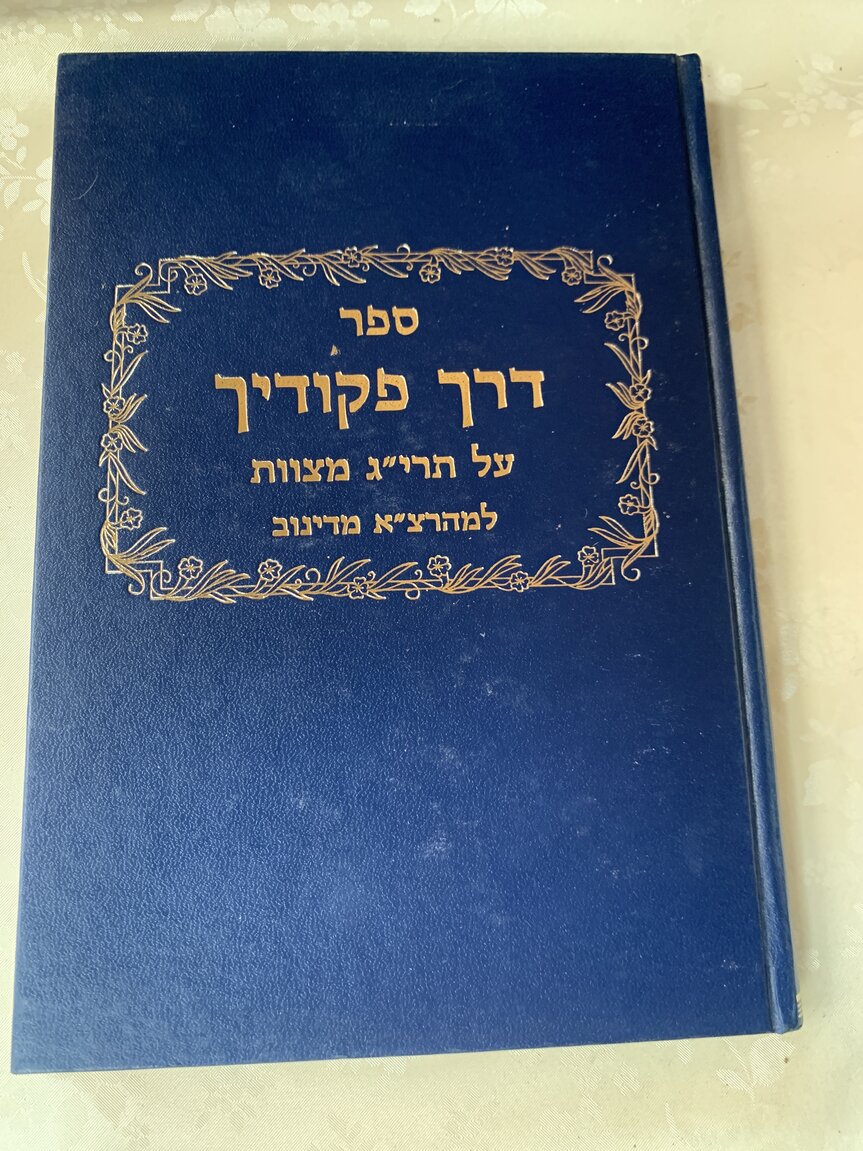 ספר
דרך פקודיך
על תרי״ג מצוות
למהרצ״א מדינוב